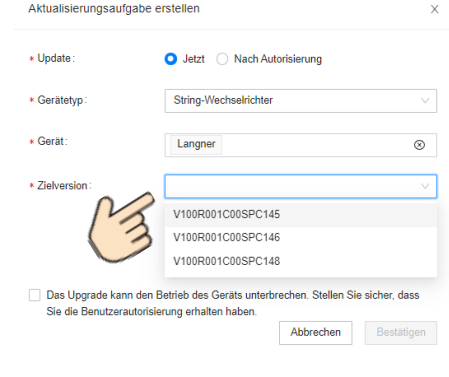 Aktualisierungsaufgabe erstellen
* Update:
Jetzt
Nach Autorisierung
* Gerätetyp:
String-Wechselrichter
* Gerät:
Langner
* Zielversion:
V100R001C00SPC145
V100R001C00SPC146
V100R001C00SPC148
Das Upgrade kann den Betrieb des Geräts unterbrechen. Stellen Sie sicher, dass
Sie die Benutzerautorisierung erhalten haben.
Abbrechen
Bestätigen